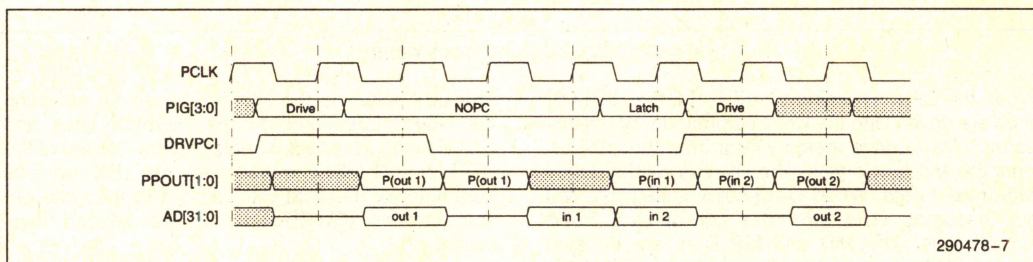 PCLK
PIG[3:0] Drive NOPC Latch Drive
DRVPCI
PPOUT[1:0] P(out 1) P(out 1) P(in 1) P(in 2) P(out 2)
AD[31:0] out 1 in 1 in 2 out 2
290478–7